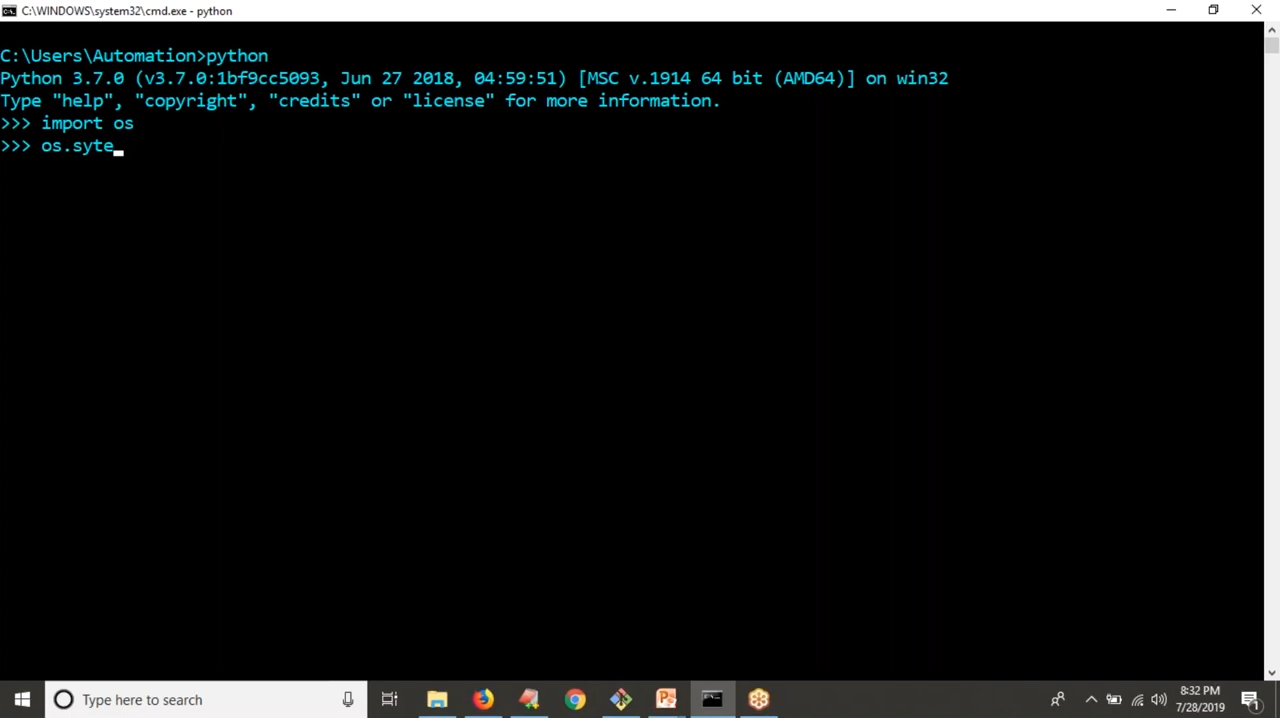 C:\WINDOWS\system32\cmd.exe - python
C:\Users\Automation>python
Python 3.7.0 (v3.7.0:1bf9cc5093, Jun 27 2018, 04:59:51) [MSC v.1914 64 bit (AMD64)] on win32
Type "help", "copyright", "credits" or "license" for more information.
>>> import os
>>> os.syte
Type here to search
8:32 PM
7/28/2019
1